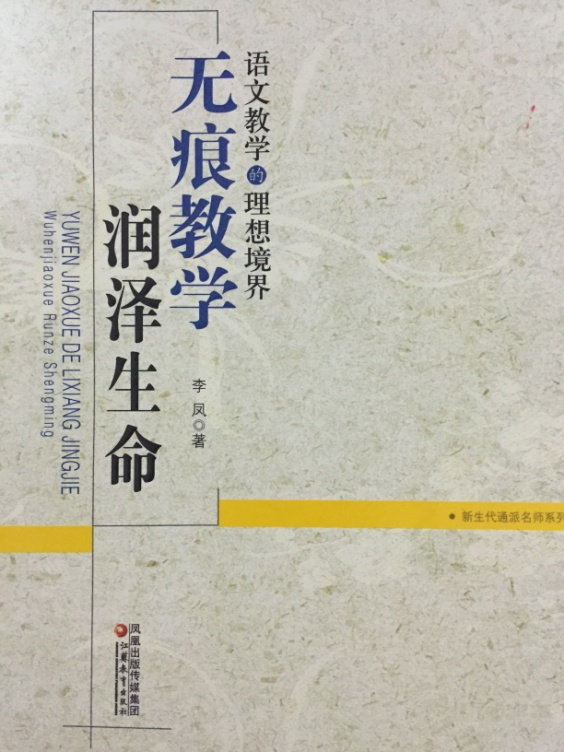 语文教学的理想境界
无痕教学
润泽生命
YUWEN JIAOXUE DE LIXIANG JINGJIE
Wuhenjiaoxue Runze Shengming
李凤◎著
● 新生代通派名师系列
凤凰出版传媒集团
江苏教育出版社